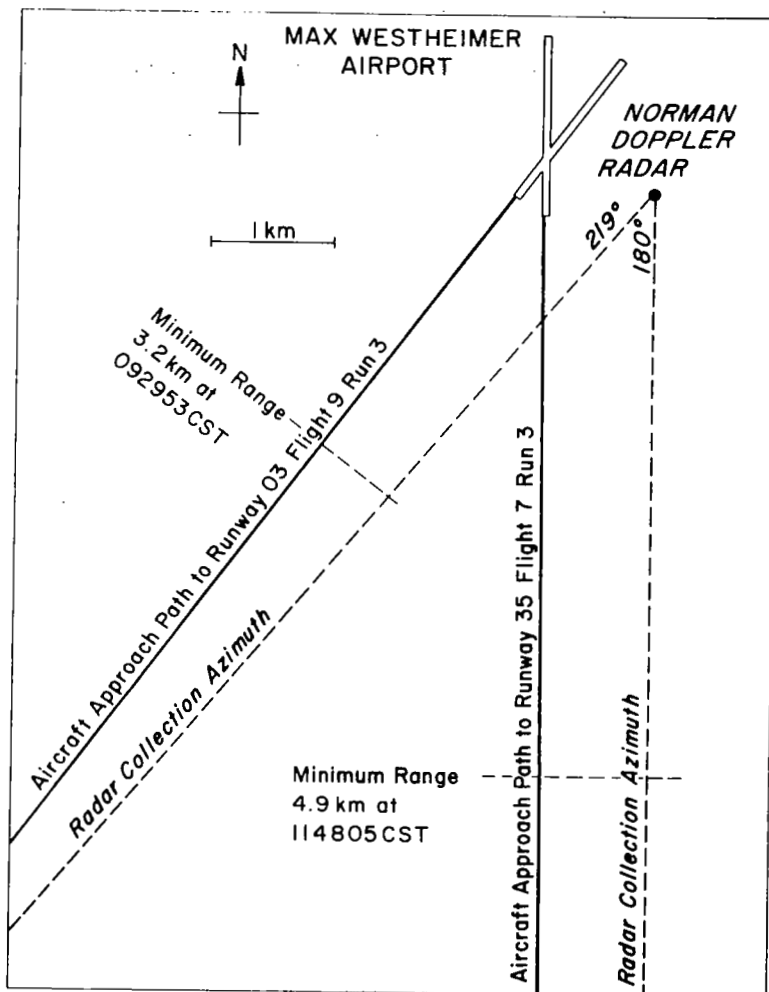 MAX WESTHEIMER
AIRPORT
N
NORMAN
DOPPLER
RADAR
1 km
219°
180°
Minimum Range
3.2 km at
092953 CST
Aircraft Approach Path to Runway 03 Flight 9 Run 3
Radar Collection Azimuth
Aircraft Approach Path to Runway 35 Flight 7 Run 3
Minimum Range
4.9 km at
114805 CST
Radar Collection Azimuth